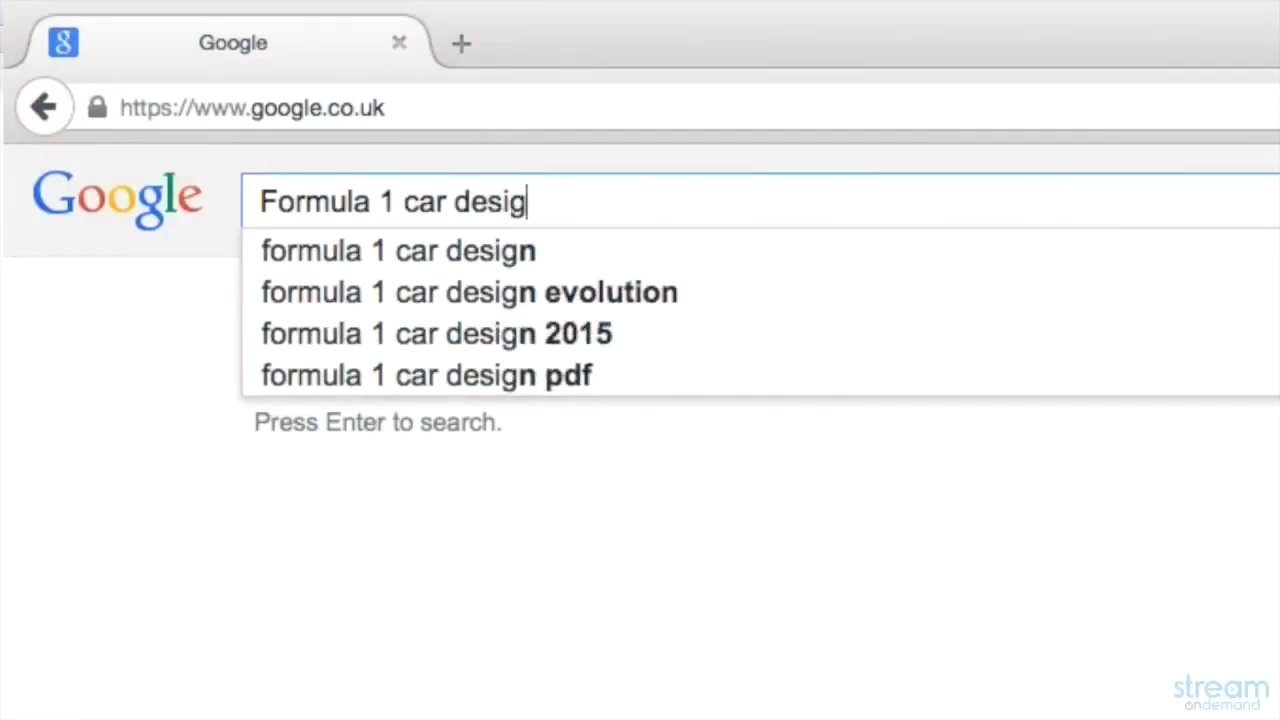 Google
https://www.google.co.uk
Google
Formula 1 car desig
formula 1 car design
formula 1 car design evolution
formula 1 car design 2015
formula 1 car design pdf
Press Enter to search.
stream
ondemand